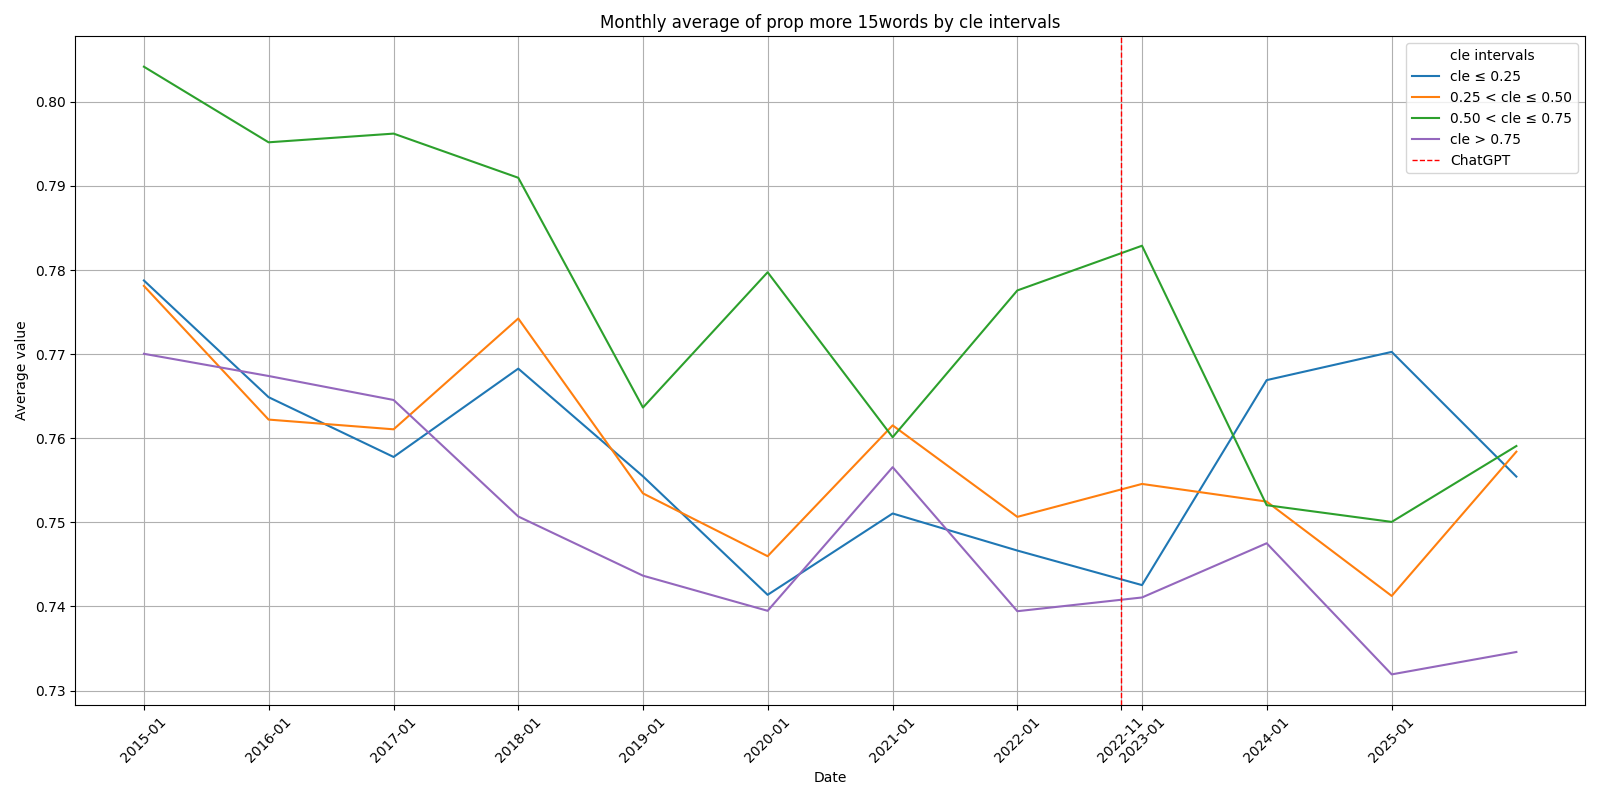 Monthly average of prop more 15words by cle intervals
cle intervals
cle ≤ 0.25
0.25 < cle ≤ 0.50
0.50 < cle ≤ 0.75
cle > 0.75
ChatGPT
Average value
0.80
0.79
0.78
0.77
0.76
0.75
0.74
0.73
2015-01
2016-01
2017-01
2018-01
2019-01
2020-01
2021-01
2022-01
2022-11
2023-01
2024-01
2025-01
Date